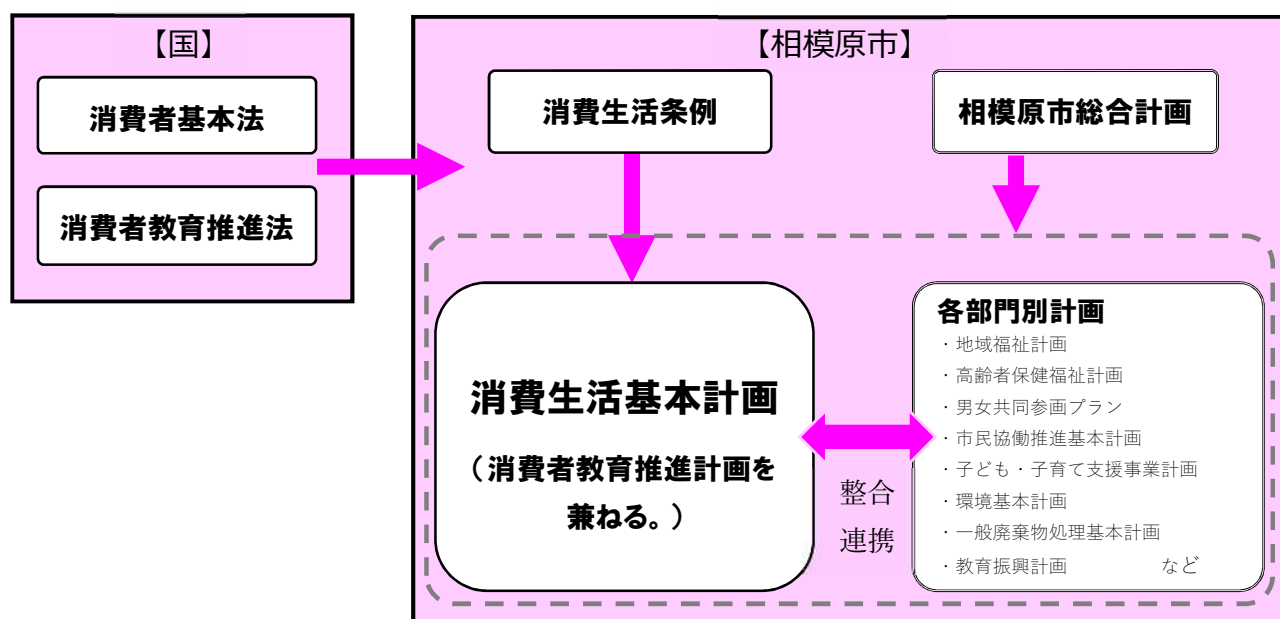 【国】
消費者基本法
消費者教育推進法
【相模原市】
消費生活条例
相模原市総合計画
消費生活基本計画
（消費者教育推進計画を
兼ねる。）
整合
連携
各部門別計画
・地域福祉計画
・高齢者保健福祉計画
・男女共同参画プラン
・市民協働推進基本計画
・子ども・子育て支援事業計画
・環境基本計画
・一般廃棄物処理基本計画
・教育振興計画　　　　　など